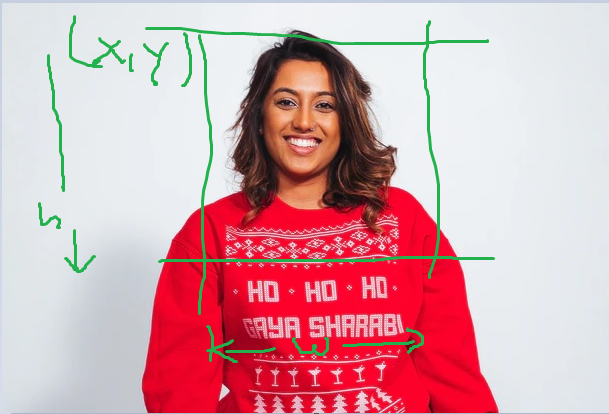 (x,y)
h
HO HO HO
GAYA SHARABI
w